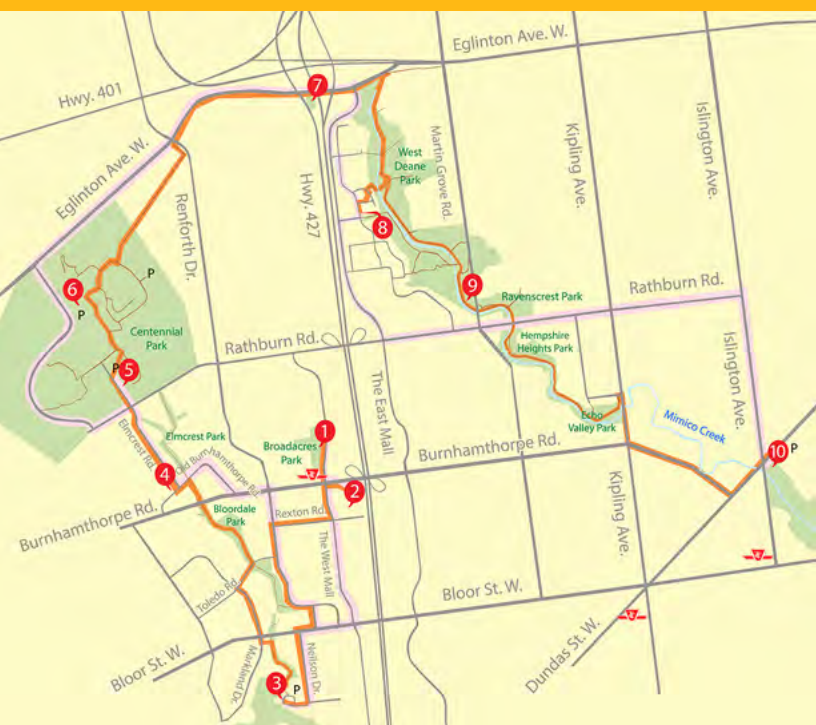 Eglinton Ave. W.
Hwy. 401
7
Islington Ave.
Kipling Ave.
Martin Grove Rd.
West
Deane
Park
Eglinton Ave. W.
Renforth Dr.
Hwy. 427
8
P
6
P
9
Ravenscrest Park
Rathburn Rd.
Centennial
Park
Hempshire
Heights Park
Rathburn Rd.
The East Mall
Islington Ave.
P
5
Echo
Valley Park
Mimico Creek
Elmcrest Rd.
Elmcrest Park
Broadacres
Park
1
Burnhamthorpe Rd.
10
P
4
Old Burnhamthorpe Rd.
2
Burnhamthorpe Rd.
Bloordale
Park
Rexton Rd.
The West Mall
Kipling Ave.
Toledo Rd.
Bloor St. W.
Bloor St. W.
Markland Dr.
Neilson Dr.
Dundas St. W.
3
P